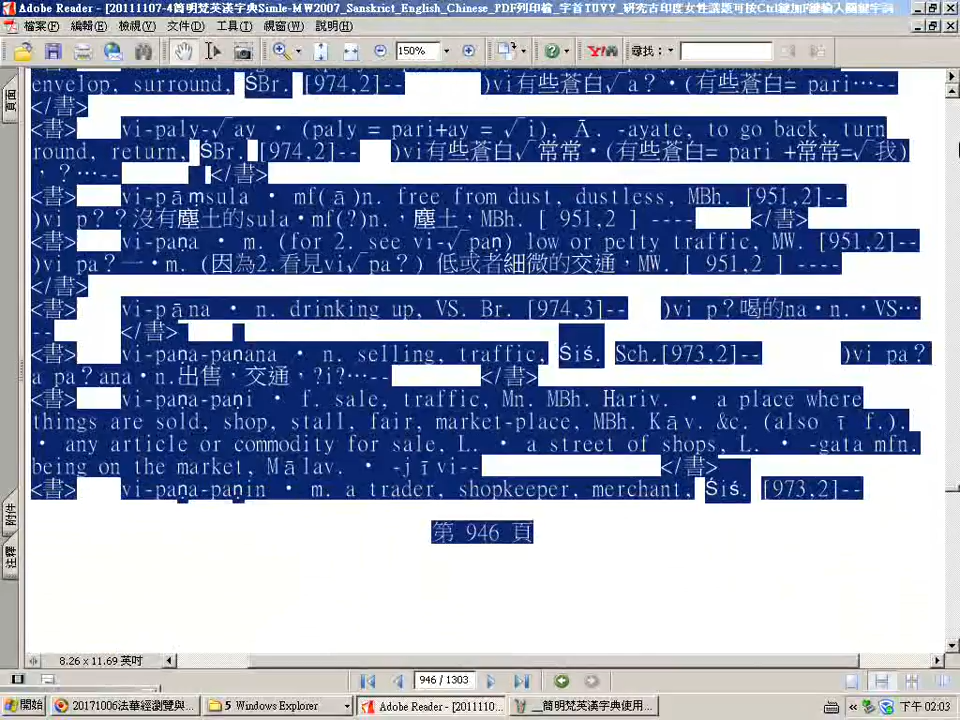 Adobe Reader - [20111107-4簡明梵英漢字典Simle-MW2007_Sanskrict_English_Chinese_PDF列印檔_字首TUVY_研究古印度女性議題可按Ctrl鍵加F鍵輸入關鍵字詞
檔案(F) 編輯(E) 檢視(V) 文件(D) 工具(T) 視窗(W) 說明(H)
150% Y! 尋找：
頁面
envelop, surround, ŚBr. [974,2]-- )vi有些蒼白√a？‧(有些蒼白= pari…--
</書>
<書> vi-paly-√ay ‧ (paly = pari+ay = √i), Ā. -ayate, to go back, turn
round, return, ŚBr. [974,2]-- )vi有些蒼白√常常‧(有些蒼白= pari +常常=√我)
，？…-- </書>
<書> vi-pāṃsula ‧ mf(ā)n. free from dust, dustless, MBh. [951,2]--
)vi p？？沒有塵土的sula‧mf(?)n.，塵土，MBh. [ 951,2 ] ---- </書>
<書> vi-paṇa ‧ m. (for 2. see vi-√paṇ) low or petty traffic, MW. [951,2]--
)vi pa？一‧m. (因為2.看見vi√pa？) 低或者細微的交通，MW. [ 951,2 ] ----
</書>
<書> vi-pāna ‧ n. drinking up, VS. Br. [974,3]-- )vi p？喝的na‧n.，VS…
-- </書>
<書> vi-paṇa-paṇana ‧ n. selling, traffic, Śiś. Sch.[973,2]-- )vi pa？
a pa？ana‧n.出售，交通，?i?…-- </書>
<書> vi-paṇa-paṇi ‧ f. sale, traffic, Mn. MBh. Hariv. ‧ a place where
things are sold, shop, stall, fair, market-place, MBh. Kāv. &c. (also ī f.).
‧ any article or commodity for sale, L. ‧ a street of shops, L. ‧ -gata mfn.
being on the market, Mālav. ‧ -jīvi-- </書>
<書> vi-paṇa-paṇin ‧ m. a trader, shopkeeper, merchant, Śiś. [973,2]--
第 946 頁
附件
注釋
8.26 x 11.69 英吋
946 / 1303
開始 20171006法華經瀏覽與... 5 Windows Explorer Adobe Reader - [20111110... __簡明梵英漢字典使用... 下午 02:03